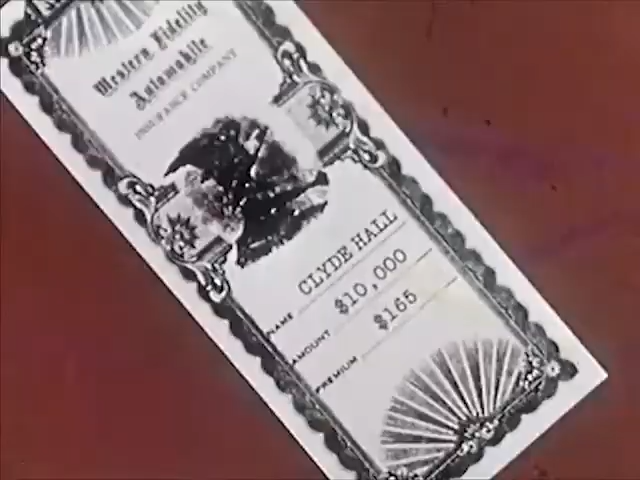 Western Fidelity
Automobile
INSURANCE COMPANY
NAME CLYDE HALL
AMOUNT $10,000
PREMIUM $165